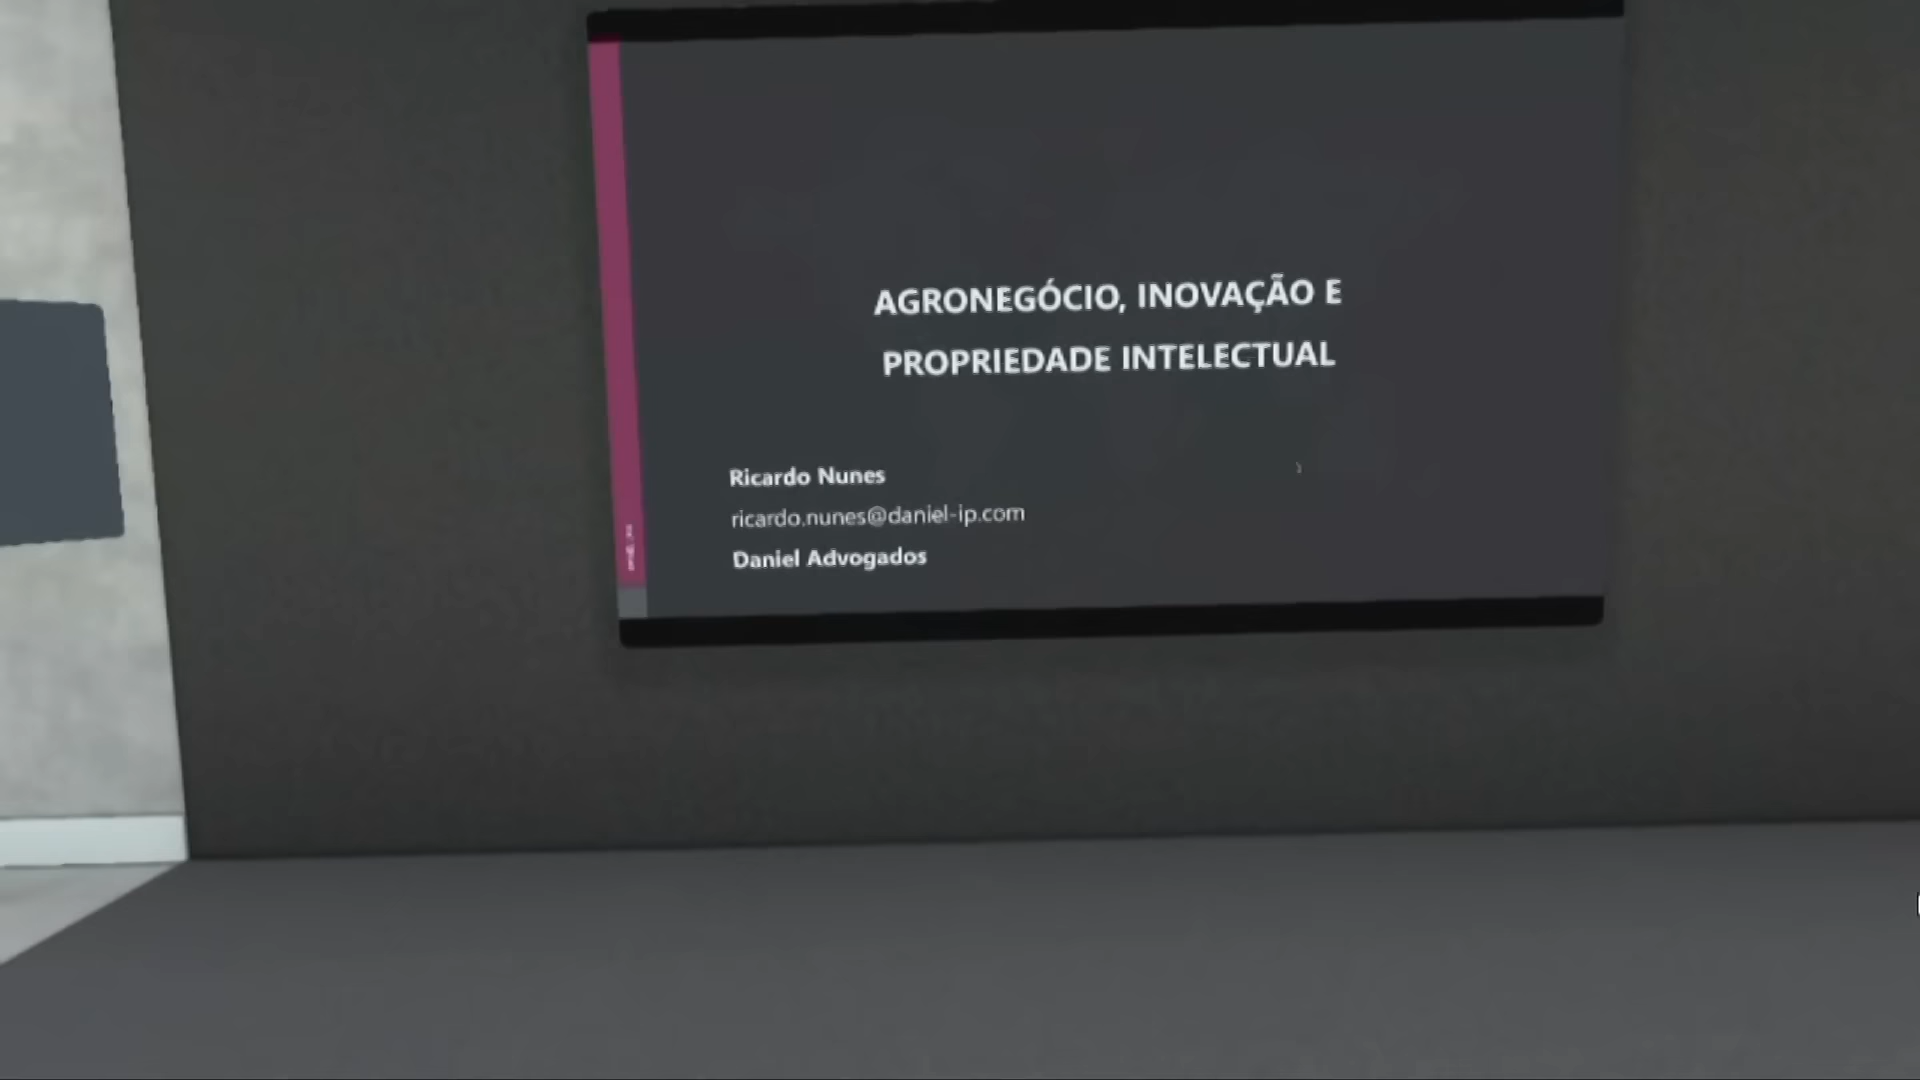 AGRONEGÓCIO, INOVAÇÃO E
PROPRIEDADE INTELECTUAL
Ricardo Nunes
ricardo.nunes@daniel-ip.com
Daniel Advogados